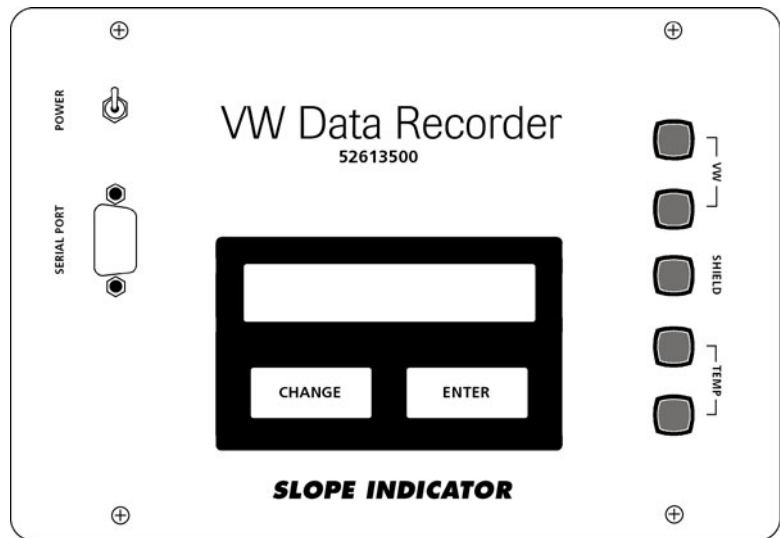 POWER
SERIAL PORT
VW Data Recorder
52613500
CHANGE
ENTER
SLOPE INDICATOR
VW
SHIELD
TEMP